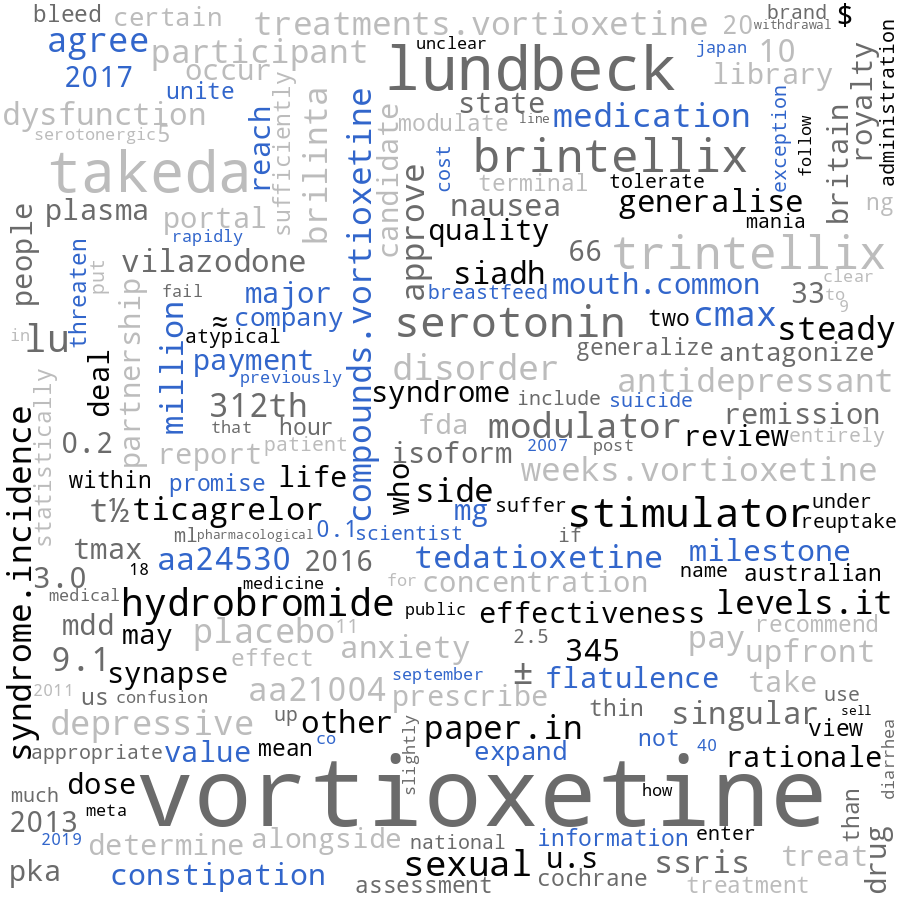 bleed
certain
treatments.vortioxetine
20
brand
withdrawal
$
agree
participant
unclear
lundbeck
japan
10
2017
occur
library
unite
royalty
administration
dysfunction
serotonergic
5
reach
sufficiently
brilinta
compounds.vortioxetine
candidate
modulate
state
line
medication
exception
follow
britain
takeda
cost
brintellix
terminal
tolerate
ng
plasma
portal
approve
nausea
generalise
mania
people
rapidly
quality
66
trintellix
threaten
put
vilazodone
siadh
clear
fail
major
breastfeed
mouth.common
33
to
9
partnership
≈
company
serotonin
two
cmax
steady
in
lu
million
atypical
generalize
antagonize
deal
payment
previously
disorder
antidepressant
syndrome.incidence
statistically
312th
syndrome
include
suicide
remission
0.2
that
hour
fda
modulator
review
entirely
report
patient
isoform
2007
post
within
promise
life
who
side
weeks.vortioxetine
t½
ticagrelor
mg
suffer
stimulator
under
reuptake
ml
pharmacological
0.1
scientist
if
tmax
18
aa24530
2016
tedatioxetine
milestone
3.0
medicine
for
concentration
name
australian
medical
hydrobromide
public
effectiveness
levels.it
mdd
may
placebo
11
2.5
pay
recommend
9.1
synapse
effect
anxiety
345
upfront
2011
us
confusion
aa21004
september
±
flatulence
take
prescribe
thin
use
depressive
up
other
slightly
paper.in
singular
sell
view
diarrhea
appropriate
value
mean
co
expand
not
40
rationale
much
dose
meta
vortioxetine
how
than
drug
2013
2019
determine
alongside
national
information
enter
pka
constipation
assessment
sexual
cochrane
u.s
ssris
treatment
treat